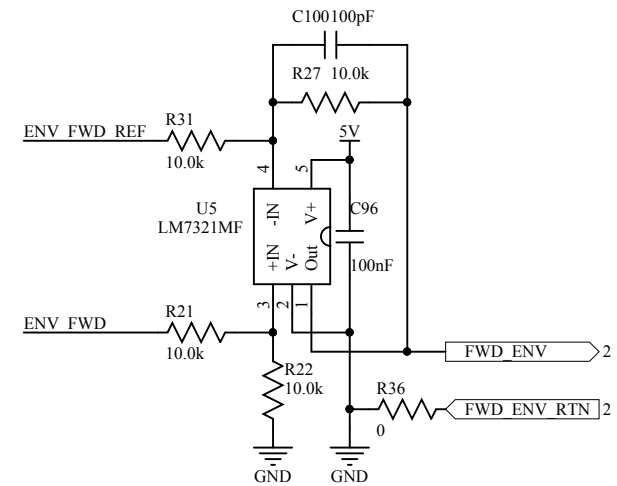 C100100pF
R27 10.0k
ENV_FWD_REF
R31
10.0k
5V
4
5
U5
LM7321MF
-IN
V+
+IN
V-
Out
C96
100nF
3
2
1
ENV_FWD
R21
10.0k
R22
10.0k
FWD_ENV
2
R36
0
FWD_ENV_RTN
2
GND
GND